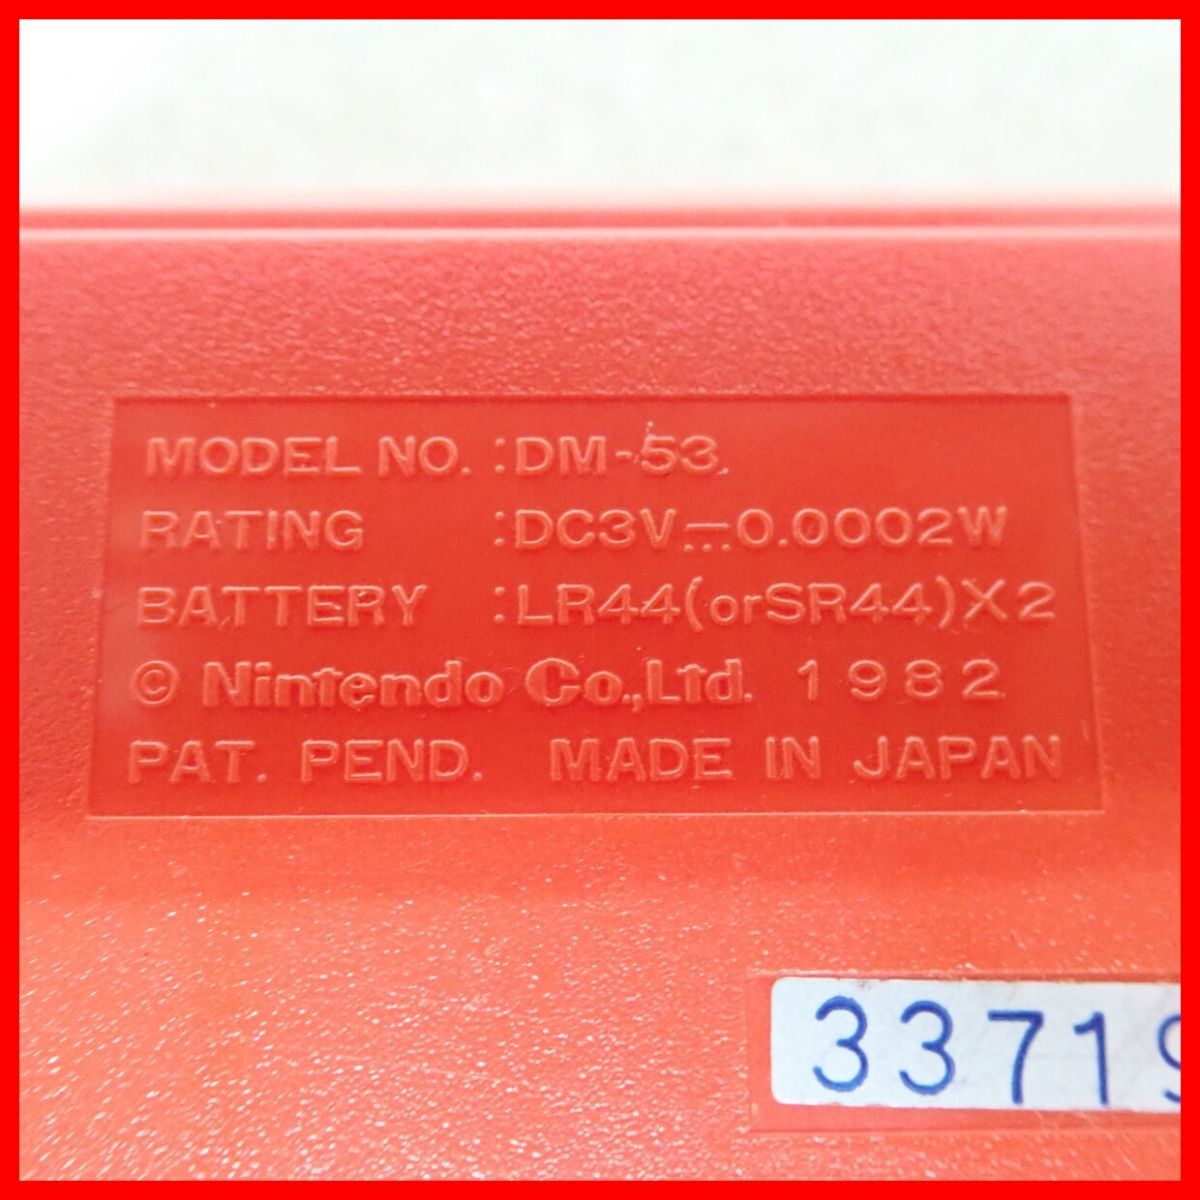 MODEL NO. :DM-53
RATING :DC3V⎓0.0002W
BATTERY :LR44(orSR44)X2
© Nintendo Co.,Ltd. 1982
PAT. PEND. MADE IN JAPAN
33719